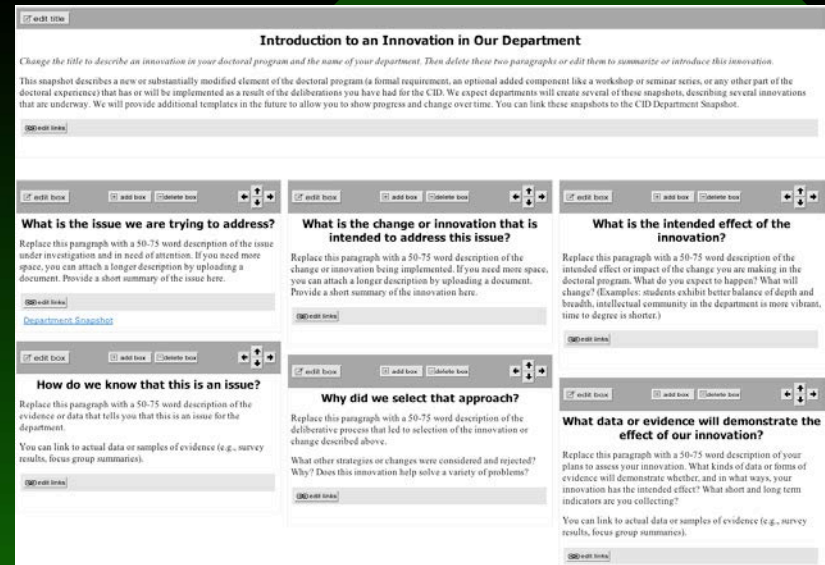 edit title
Introduction to an Innovation in Our Department
Change the title to describe an innovation in your doctoral program and the name of your department. Then delete these two paragraphs or edit them to summarize or introduce this innovation.
This snapshot describes a new or substantially modified element of the doctoral program (a formal requirement, an optional added component like a workshop or seminar series, or any other part of the
doctoral experience) that has or will be implemented as a result of the deliberations you have had for the CID. We expect departments will create several of these snapshots, describing several innovations
that are underway. We will provide additional templates in the future to allow you to show progress and change over time. You can link these snapshots to the CID Department Snapshot.
edit links
edit box add box delete box
What is the issue we are trying to address?
Replace this paragraph with a 50-75 word description of the issue
under investigation and in need of attention. If you need more
space, you can attach a longer description by uploading a
document. Provide a short summary of the issue here.
edit links
Department Snapshot
edit box add box delete box
How do we know that this is an issue?
Replace this paragraph with a 50-75 word description of the
evidence or data that tells you that this is an issue for the
department.
You can link to actual data or samples of evidence (e.g., survey
results, focus group summaries).
edit links
edit box add box delete box
What is the change or innovation that is
intended to address this issue?
Replace this paragraph with a 50-75 word description of the
change or innovation being implemented. If you need more space,
you can attach a longer description by uploading a document.
Provide a short summary of the innovation here.
edit links
edit box add box delete box
Why did we select that approach?
Replace this paragraph with a 50-75 word description of the
deliberative process that led to selection of the innovation or
change described above.
What other strategies or changes were considered and rejected?
Why? Does this innovation help solve a variety of problems?
edit links
edit box add box delete box
What is the intended effect of the
innovation?
Replace this paragraph with a 50-75 word description of the
intended effect or impact of the change you are making in the
doctoral program. What do you expect to happen? What will
change? (Examples: students exhibit better balance of depth and
breadth, intellectual community in the department is more vibrant,
time to degree is shorter.)
edit links
edit box add box delete box
What data or evidence will demonstrate the
effect of our innovation?
Replace this paragraph with a 50-75 word description of your
plans to assess your innovation. What kinds of data or forms of
evidence will demonstrate whether, and in what ways, your
innovation has the intended effect? What short and long term
indicators are you collecting?
You can link to actual data or samples of evidence (e.g., survey
results, focus group summaries).
edit links